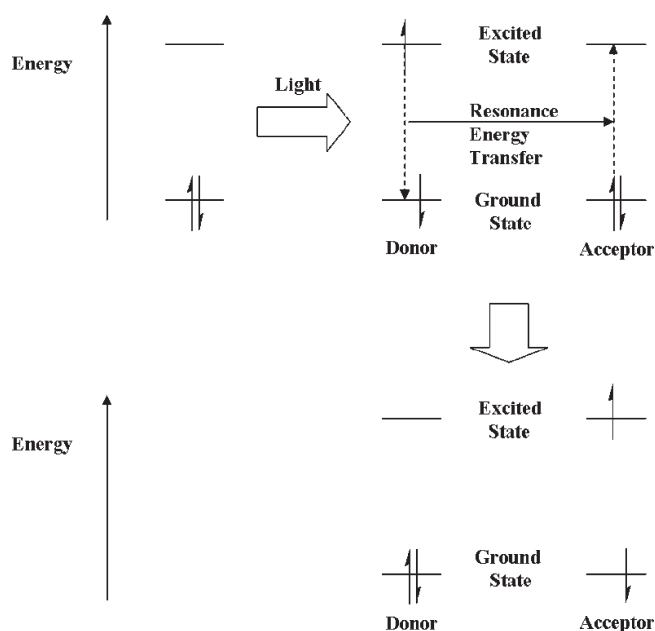 Energy
Light
Excited
State
Resonance
Energy
Transfer
Ground
State
Donor
Acceptor
Energy
Excited
State
Ground
State
Donor
Acceptor